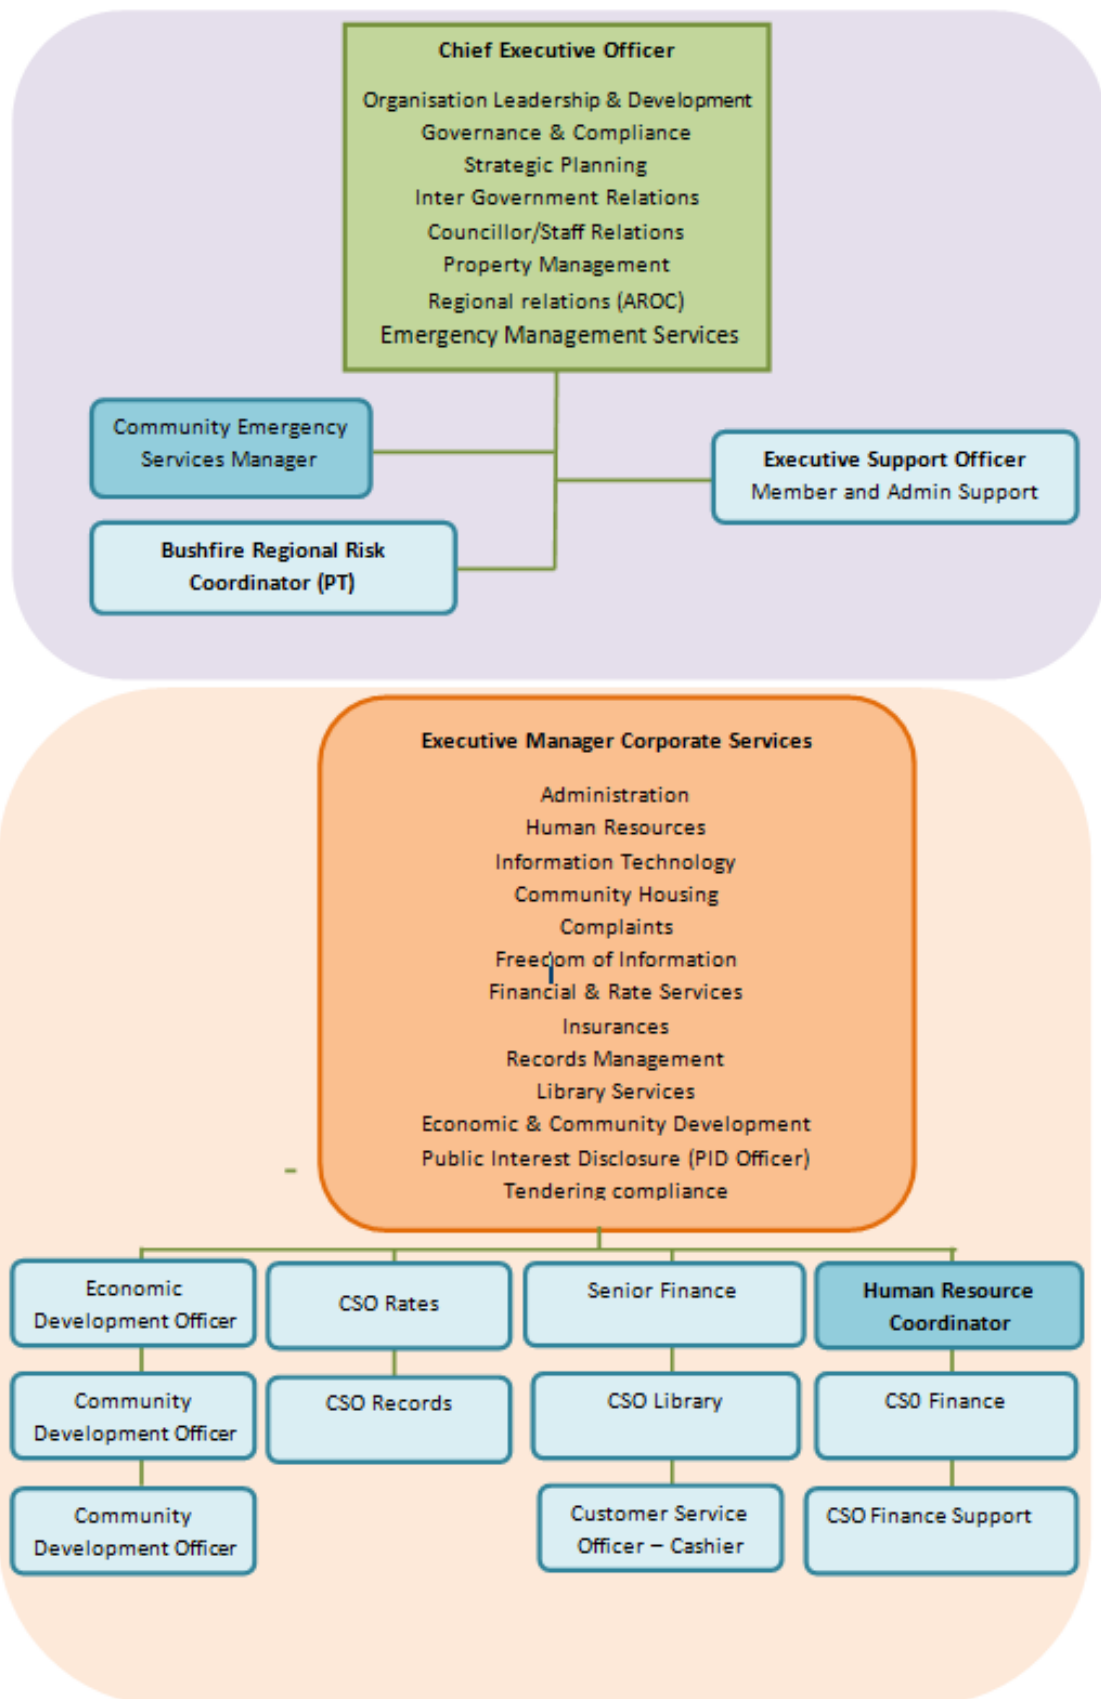 Chief Executive Officer
Organisation Leadership & Development
Governance & Compliance
Strategic Planning
Inter Government Relations
Councillor/Staff Relations
Property Management
Regional relations (AROC)
Emergency Management Services
Community Emergency
Services Manager
Executive Support Officer
Member and Admin Support
Bushfire Regional Risk
Coordinator (PT)
Executive Manager Corporate Services
Administration
Human Resources
Information Technology
Community Housing
Complaints
Freedom of Information
Financial & Rate Services
Insurances
Records Management
Library Services
Economic & Community Development
Public Interest Disclosure (PID Officer)
Tendering compliance
Economic
Development Officer
CSO Rates
Senior Finance
Human Resource
Coordinator
Community
Development Officer
CSO Records
CSO Library
CS0 Finance
Community
Development Officer
Customer Service
Officer – Cashier
CSO Finance Support